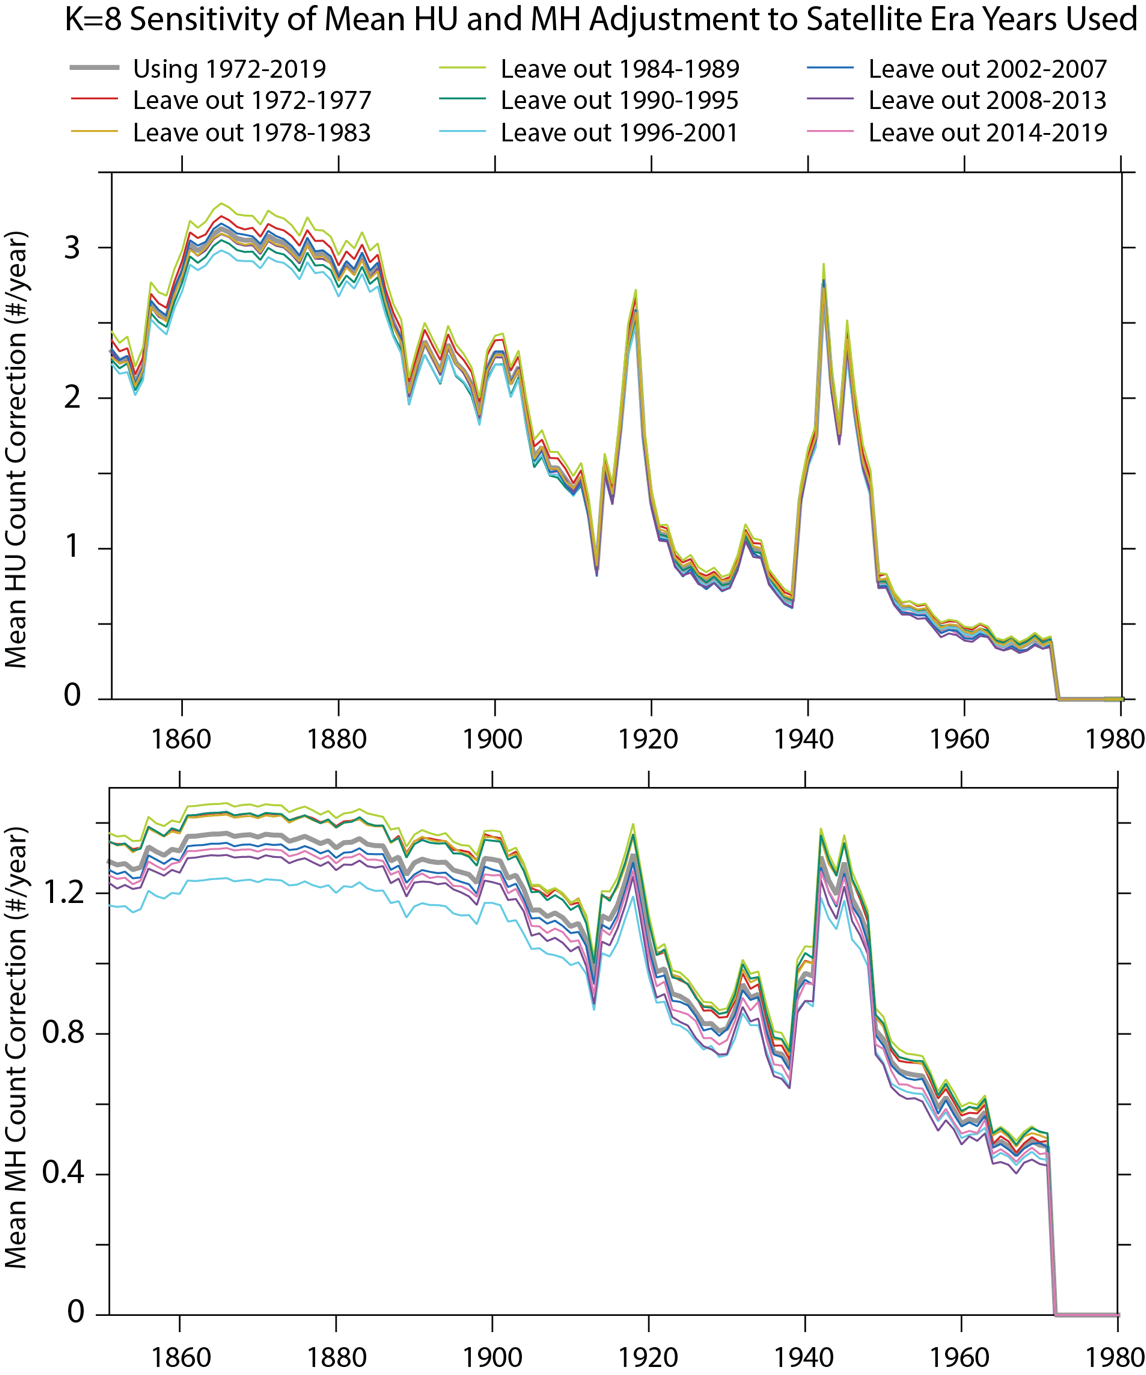 K=8 Sensitivity of Mean HU and MH Adjustment to Satellite Era Years Used
Using 1972-2019
Leave out 1972-1977
Leave out 1978-1983
Leave out 1984-1989
Leave out 1990-1995
Leave out 1996-2001
Leave out 2002-2007
Leave out 2008-2013
Leave out 2014-2019
Mean HU Count Correction (#/year)
3
2
1
0
1860 1880 1900 1920 1940 1960 1980
Mean MH Count Correction (#/year)
1.2
0.8
0.4
0
1860 1880 1900 1920 1940 1960 1980